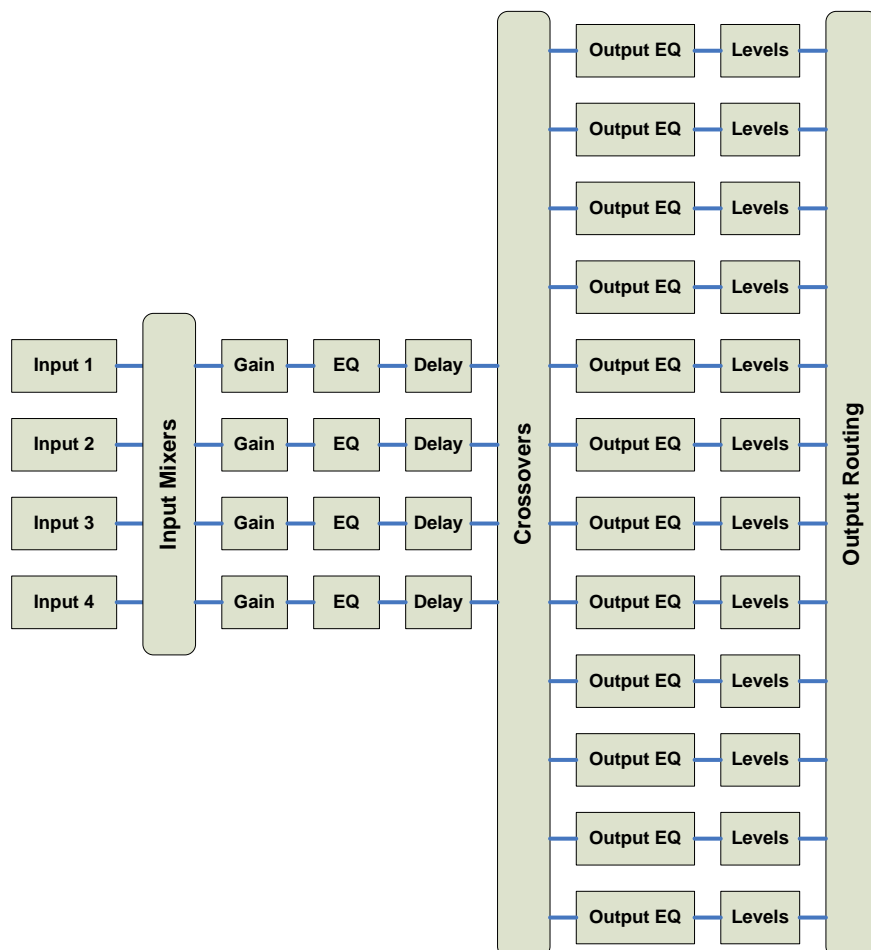 Output EQ Levels
Output EQ Levels
Output EQ Levels
Output EQ Levels
Input 1 Gain EQ Delay Output EQ Levels
Input 2 Gain EQ Delay Output EQ Levels
Input 3 Gain EQ Delay Output EQ Levels
Input 4 Gain EQ Delay Output EQ Levels
Output EQ Levels
Output EQ Levels
Output EQ Levels
Output EQ Levels
Input Mixers
Crossovers
Output Routing